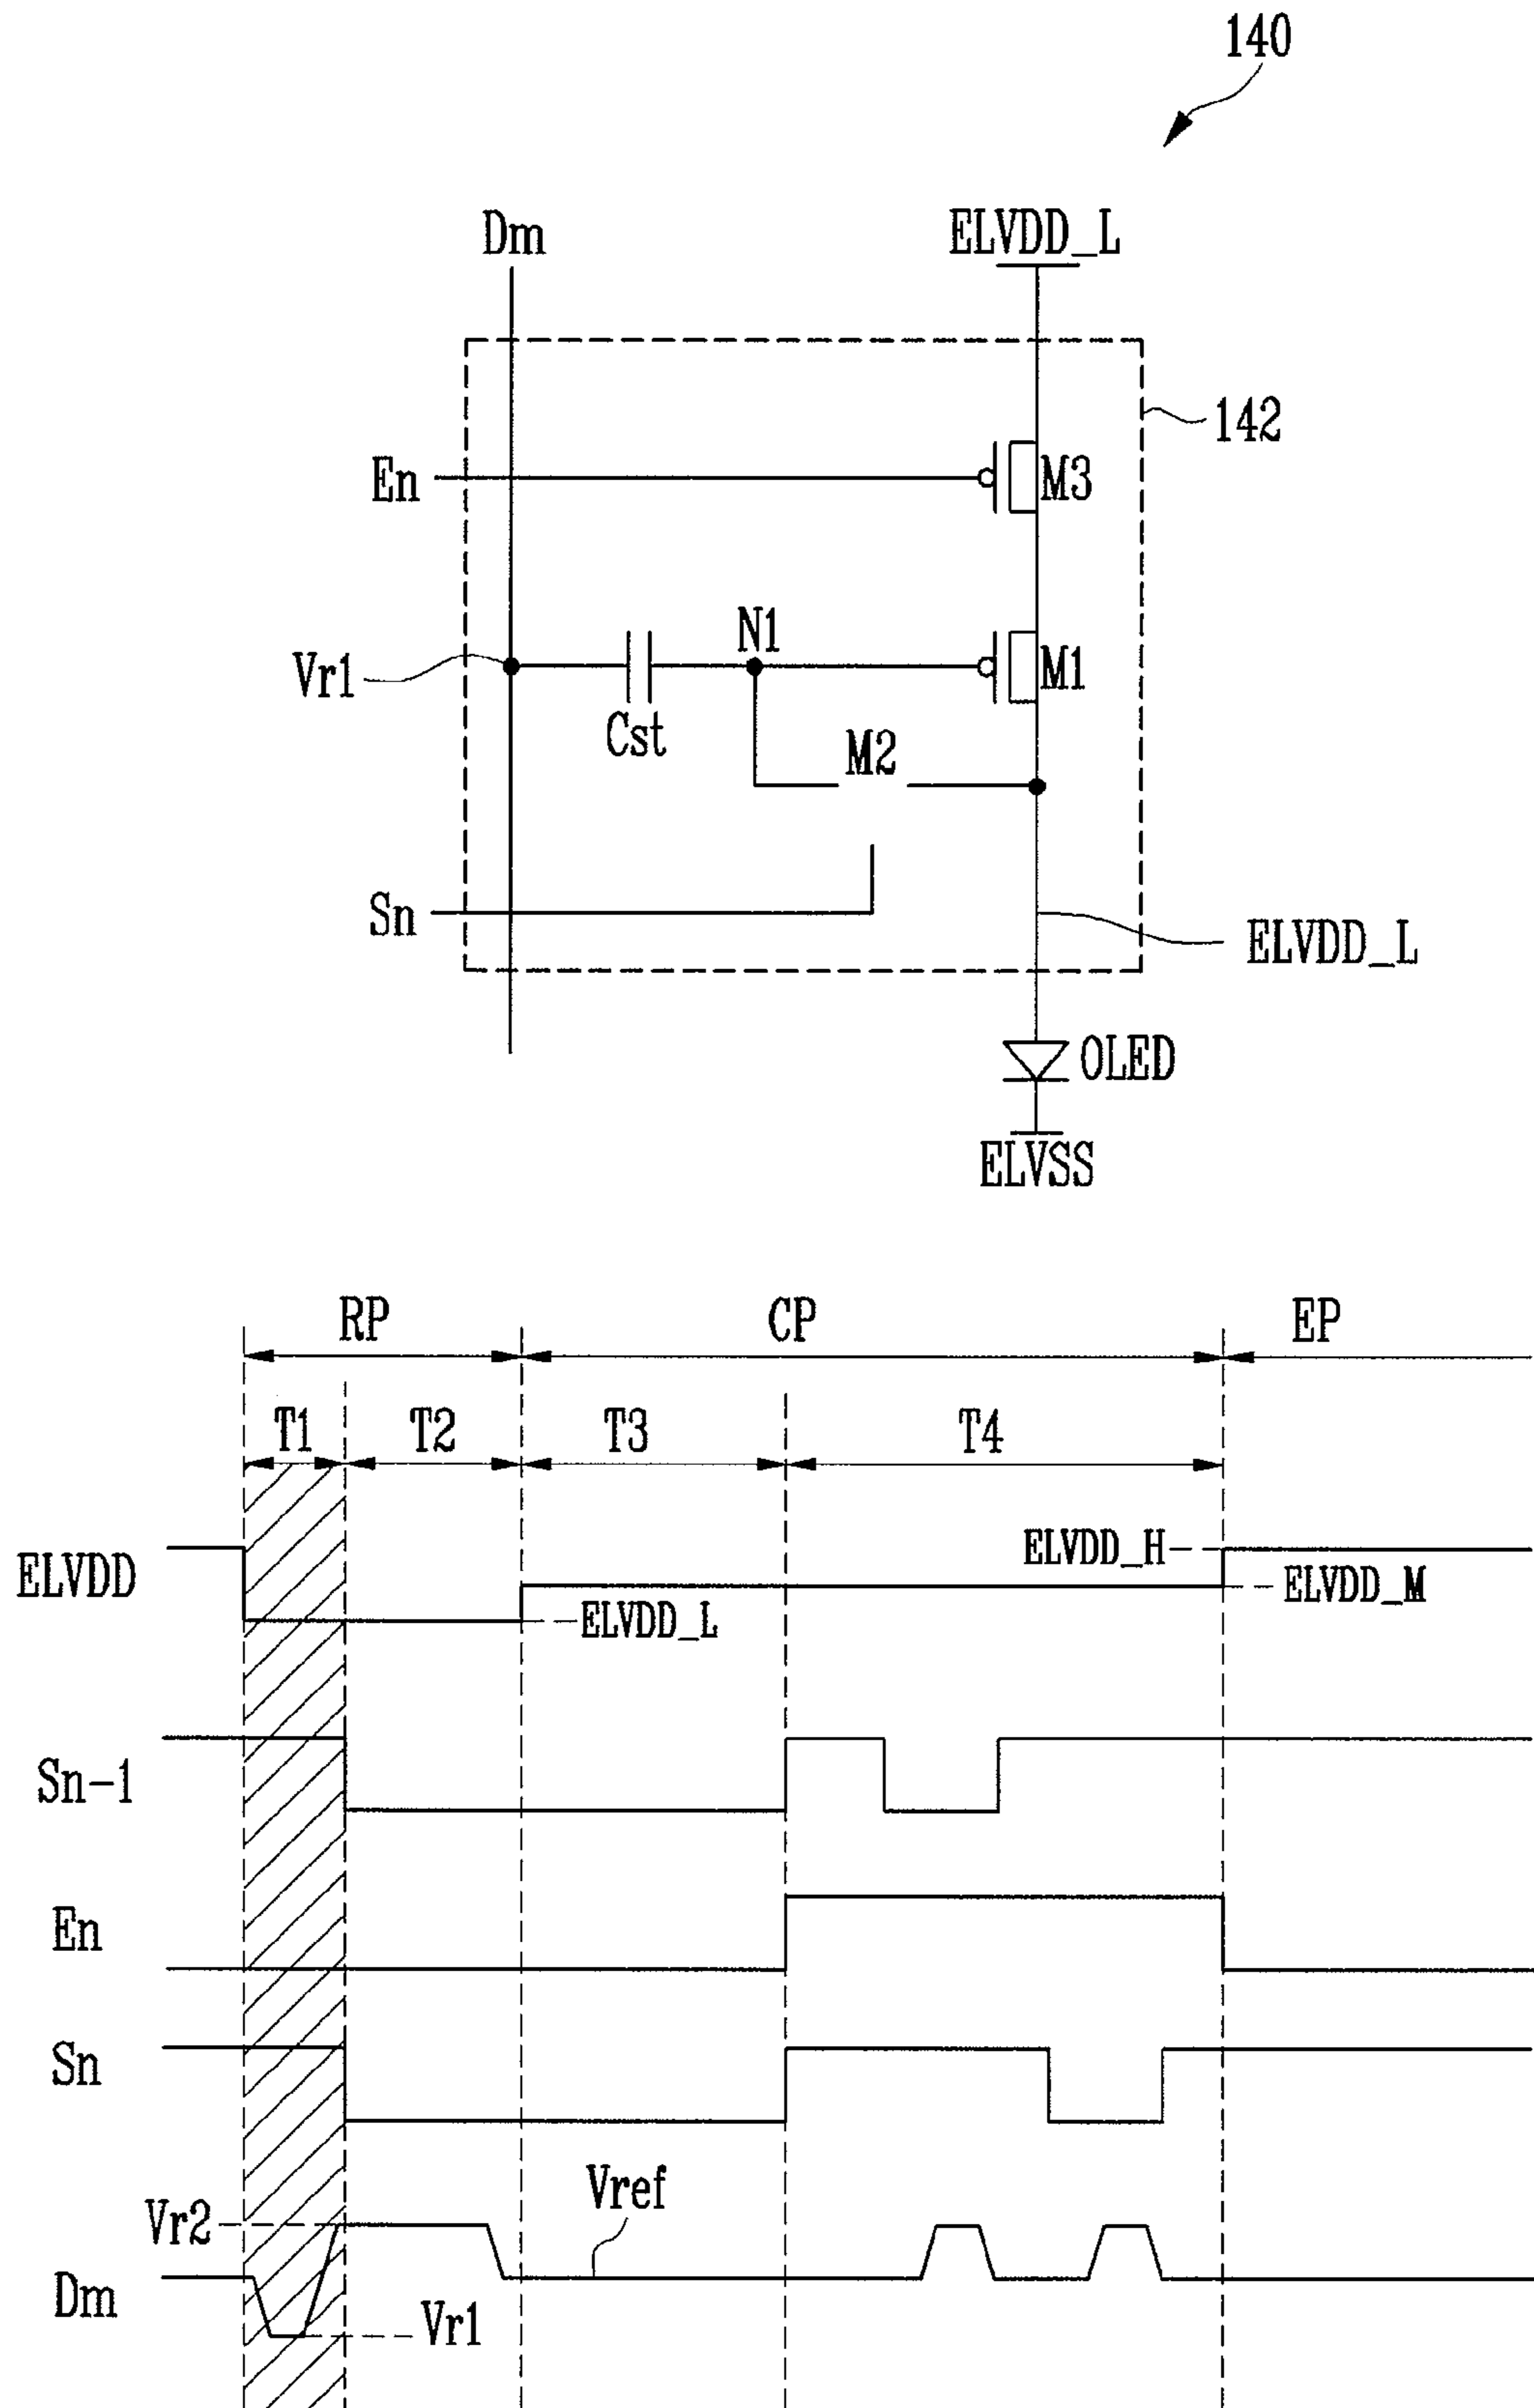 140
Dm
ELVDD_L
142
En
M3
N1
Vr1
M1
Cst
M2
Sn
ELVDD_L
OLED
ELVSS
RP
CP
EP
T1
T2
T3
T4
ELVDD
ELVDD_H
ELVDD_M
ELVDD_L
Sn-1
En
Sn
Vr2
Vref
Dm
Vr1